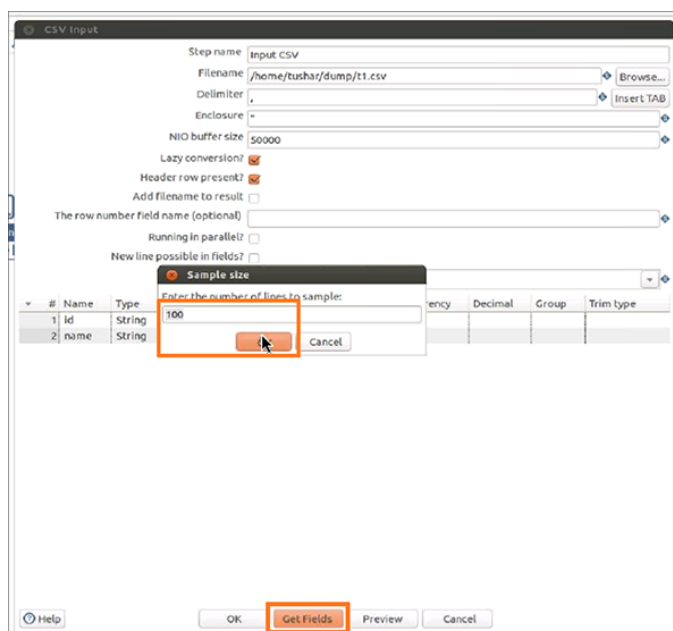 CSV Input
Step name Input CSV
Filename /home/tushar/dump/t1.csv Browse...
Delimiter , Insert TAB
Enclosure "
NIO buffer size 50000
Lazy conversion?
Header row present?
Add filename to result
The row number field name (optional)
Running in parallel?
New line possible in fields?
Sample size
Enter the number of lines to sample:
100
Cancel
# Name Type Decimal Group Trim type
1 id String
2 name String
Help OK Get Fields Preview Cancel